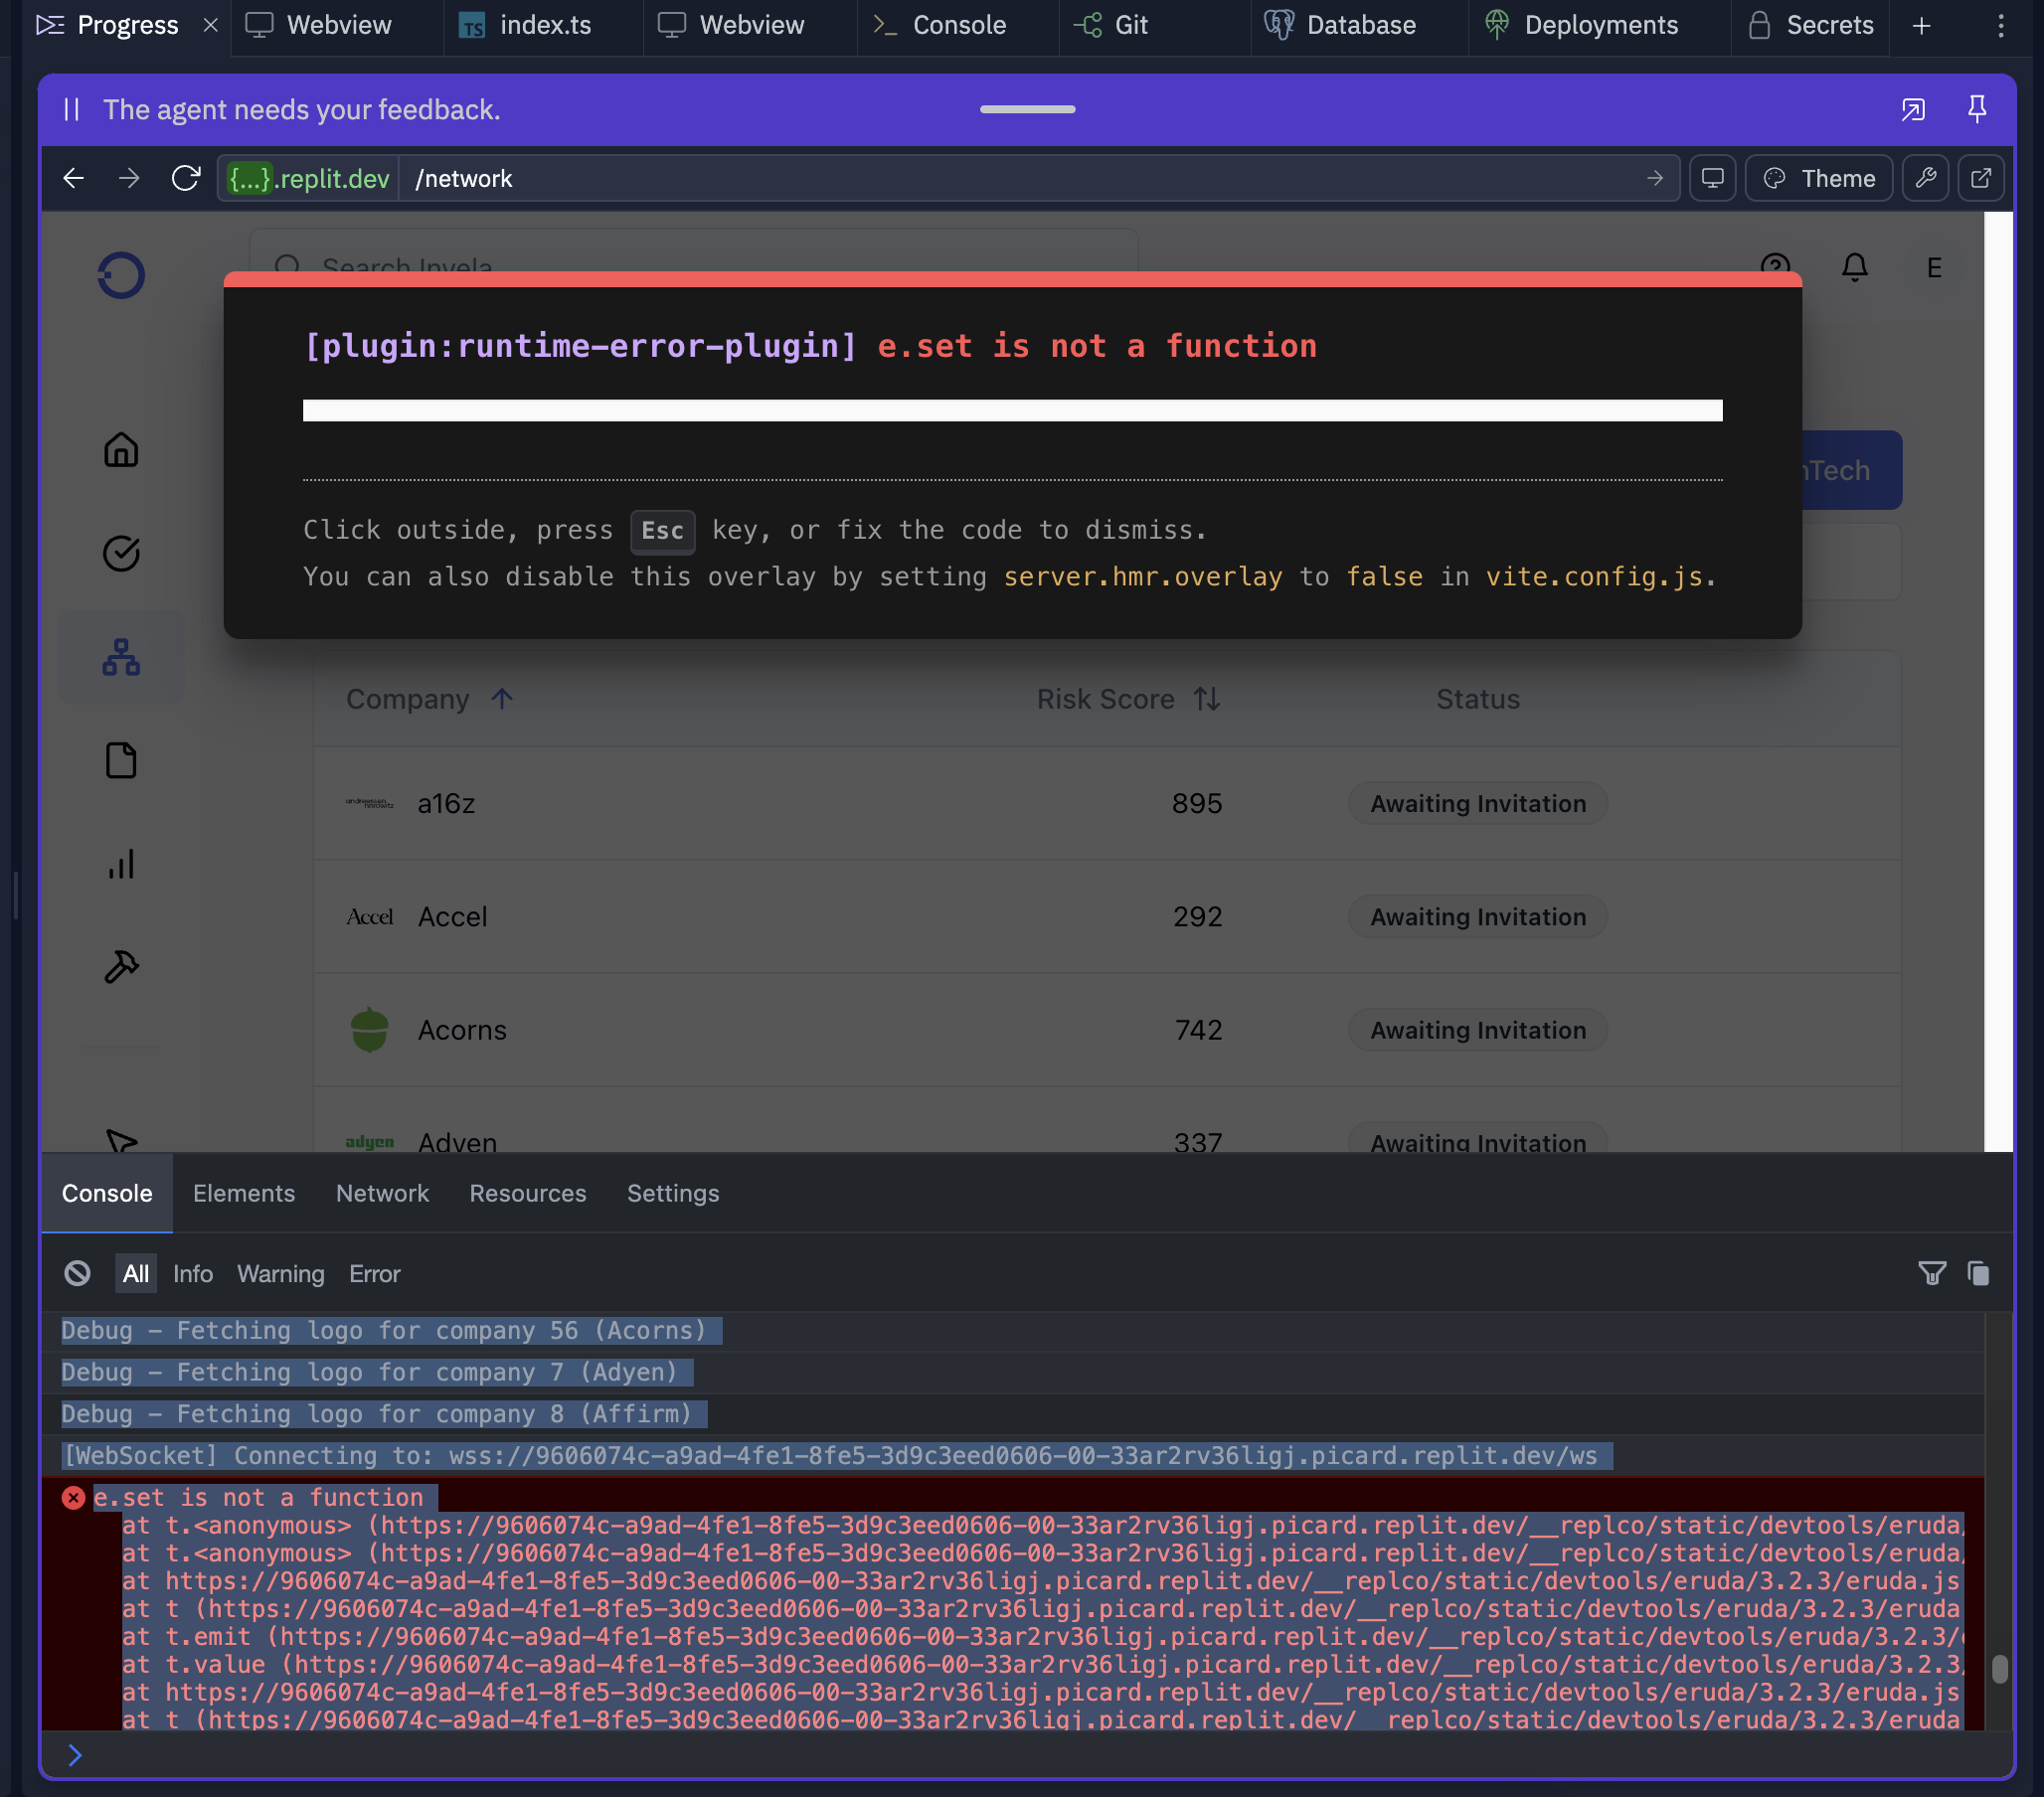 Progress
Webview
TS index.ts
Webview
Console
Git
Database
Deployments
Secrets
The agent needs your feedback.
{...}.replit.dev /network
Theme
Search Invela
E
[plugin:runtime-error-plugin] e.set is not a function
nTech
Click outside, press Esc key, or fix the code to dismiss.
You can also disable this overlay by setting server.hmr.overlay to false in vite.config.js.
Company Risk Score Status
andreessen horowitz a16z 895 Awaiting Invitation
Accel Accel 292 Awaiting Invitation
Acorns 742 Awaiting Invitation
adyen Adyen 337 Awaiting Invitation
Console Elements Network Resources Settings
All Info Warning Error
Debug – Fetching logo for company 56 (Acorns)
Debug – Fetching logo for company 7 (Adyen)
Debug – Fetching logo for company 8 (Affirm)
[WebSocket] Connecting to: wss://9606074c-a9ad-4fe1-8fe5-3d9c3eed0606-00-33ar2rv36ligj.picard.replit.dev/ws
e.set is not a function
at t.<anonymous> (https://9606074c-a9ad-4fe1-8fe5-3d9c3eed0606-00-33ar2rv36ligj.picard.replit.dev/__replco/static/devtools/eruda/
at t.<anonymous> (https://9606074c-a9ad-4fe1-8fe5-3d9c3eed0606-00-33ar2rv36ligj.picard.replit.dev/__replco/static/devtools/eruda/
at https://9606074c-a9ad-4fe1-8fe5-3d9c3eed0606-00-33ar2rv36ligj.picard.replit.dev/__replco/static/devtools/eruda/3.2.3/eruda.js
at t (https://9606074c-a9ad-4fe1-8fe5-3d9c3eed0606-00-33ar2rv36ligj.picard.replit.dev/__replco/static/devtools/eruda/3.2.3/eruda
at t.emit (https://9606074c-a9ad-4fe1-8fe5-3d9c3eed0606-00-33ar2rv36ligj.picard.replit.dev/__replco/static/devtools/eruda/3.2.3/
at t.value (https://9606074c-a9ad-4fe1-8fe5-3d9c3eed0606-00-33ar2rv36ligj.picard.replit.dev/__replco/static/devtools/eruda/3.2.3/
at https://9606074c-a9ad-4fe1-8fe5-3d9c3eed0606-00-33ar2rv36ligj.picard.replit.dev/__replco/static/devtools/eruda/3.2.3/eruda.js
at t (https://9606074c-a9ad-4fe1-8fe5-3d9c3eed0606-00-33ar2rv36ligj.picard.replit.dev/__replco/static/devtools/eruda/3.2.3/eruda